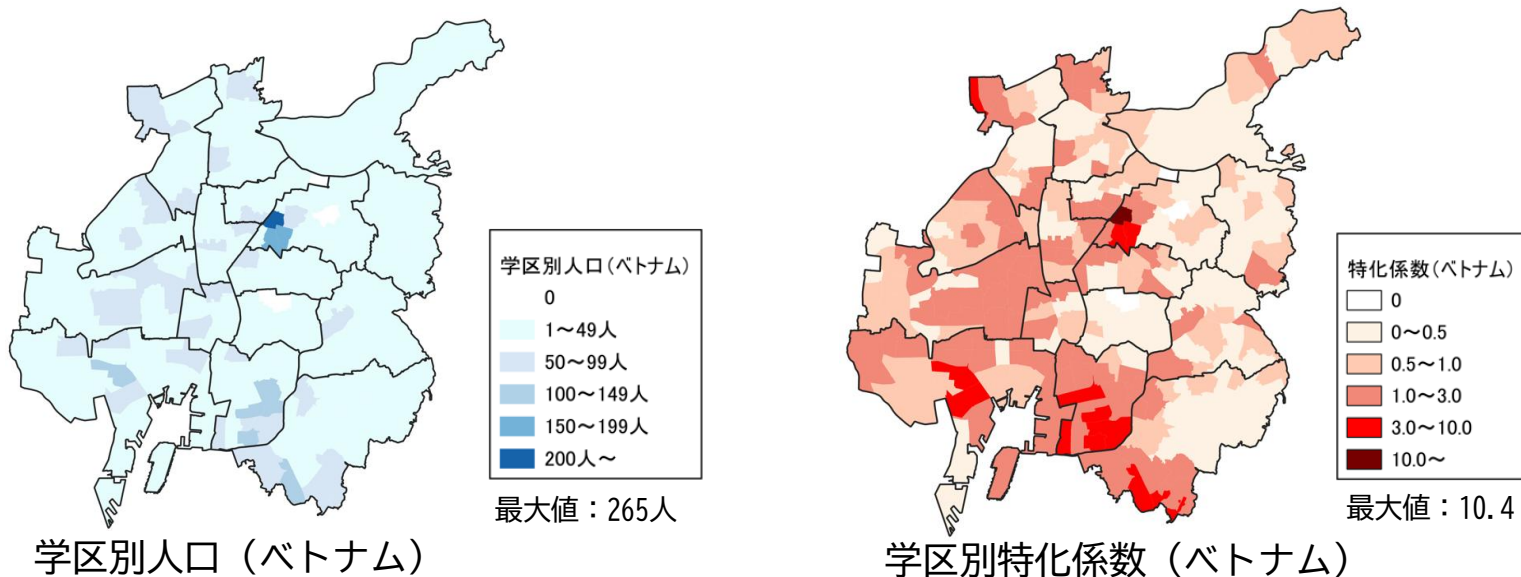 学区別人口(ベトナム)
0
1～49人
50～99人
100～149人
150～199人
200人～
最大値：265人
学区別人口（ベトナム）
特化係数(ベトナム)
0
0～0.5
0.5～1.0
1.0～3.0
3.0～10.0
10.0～
最大値：10.4
学区別特化係数（ベトナム）